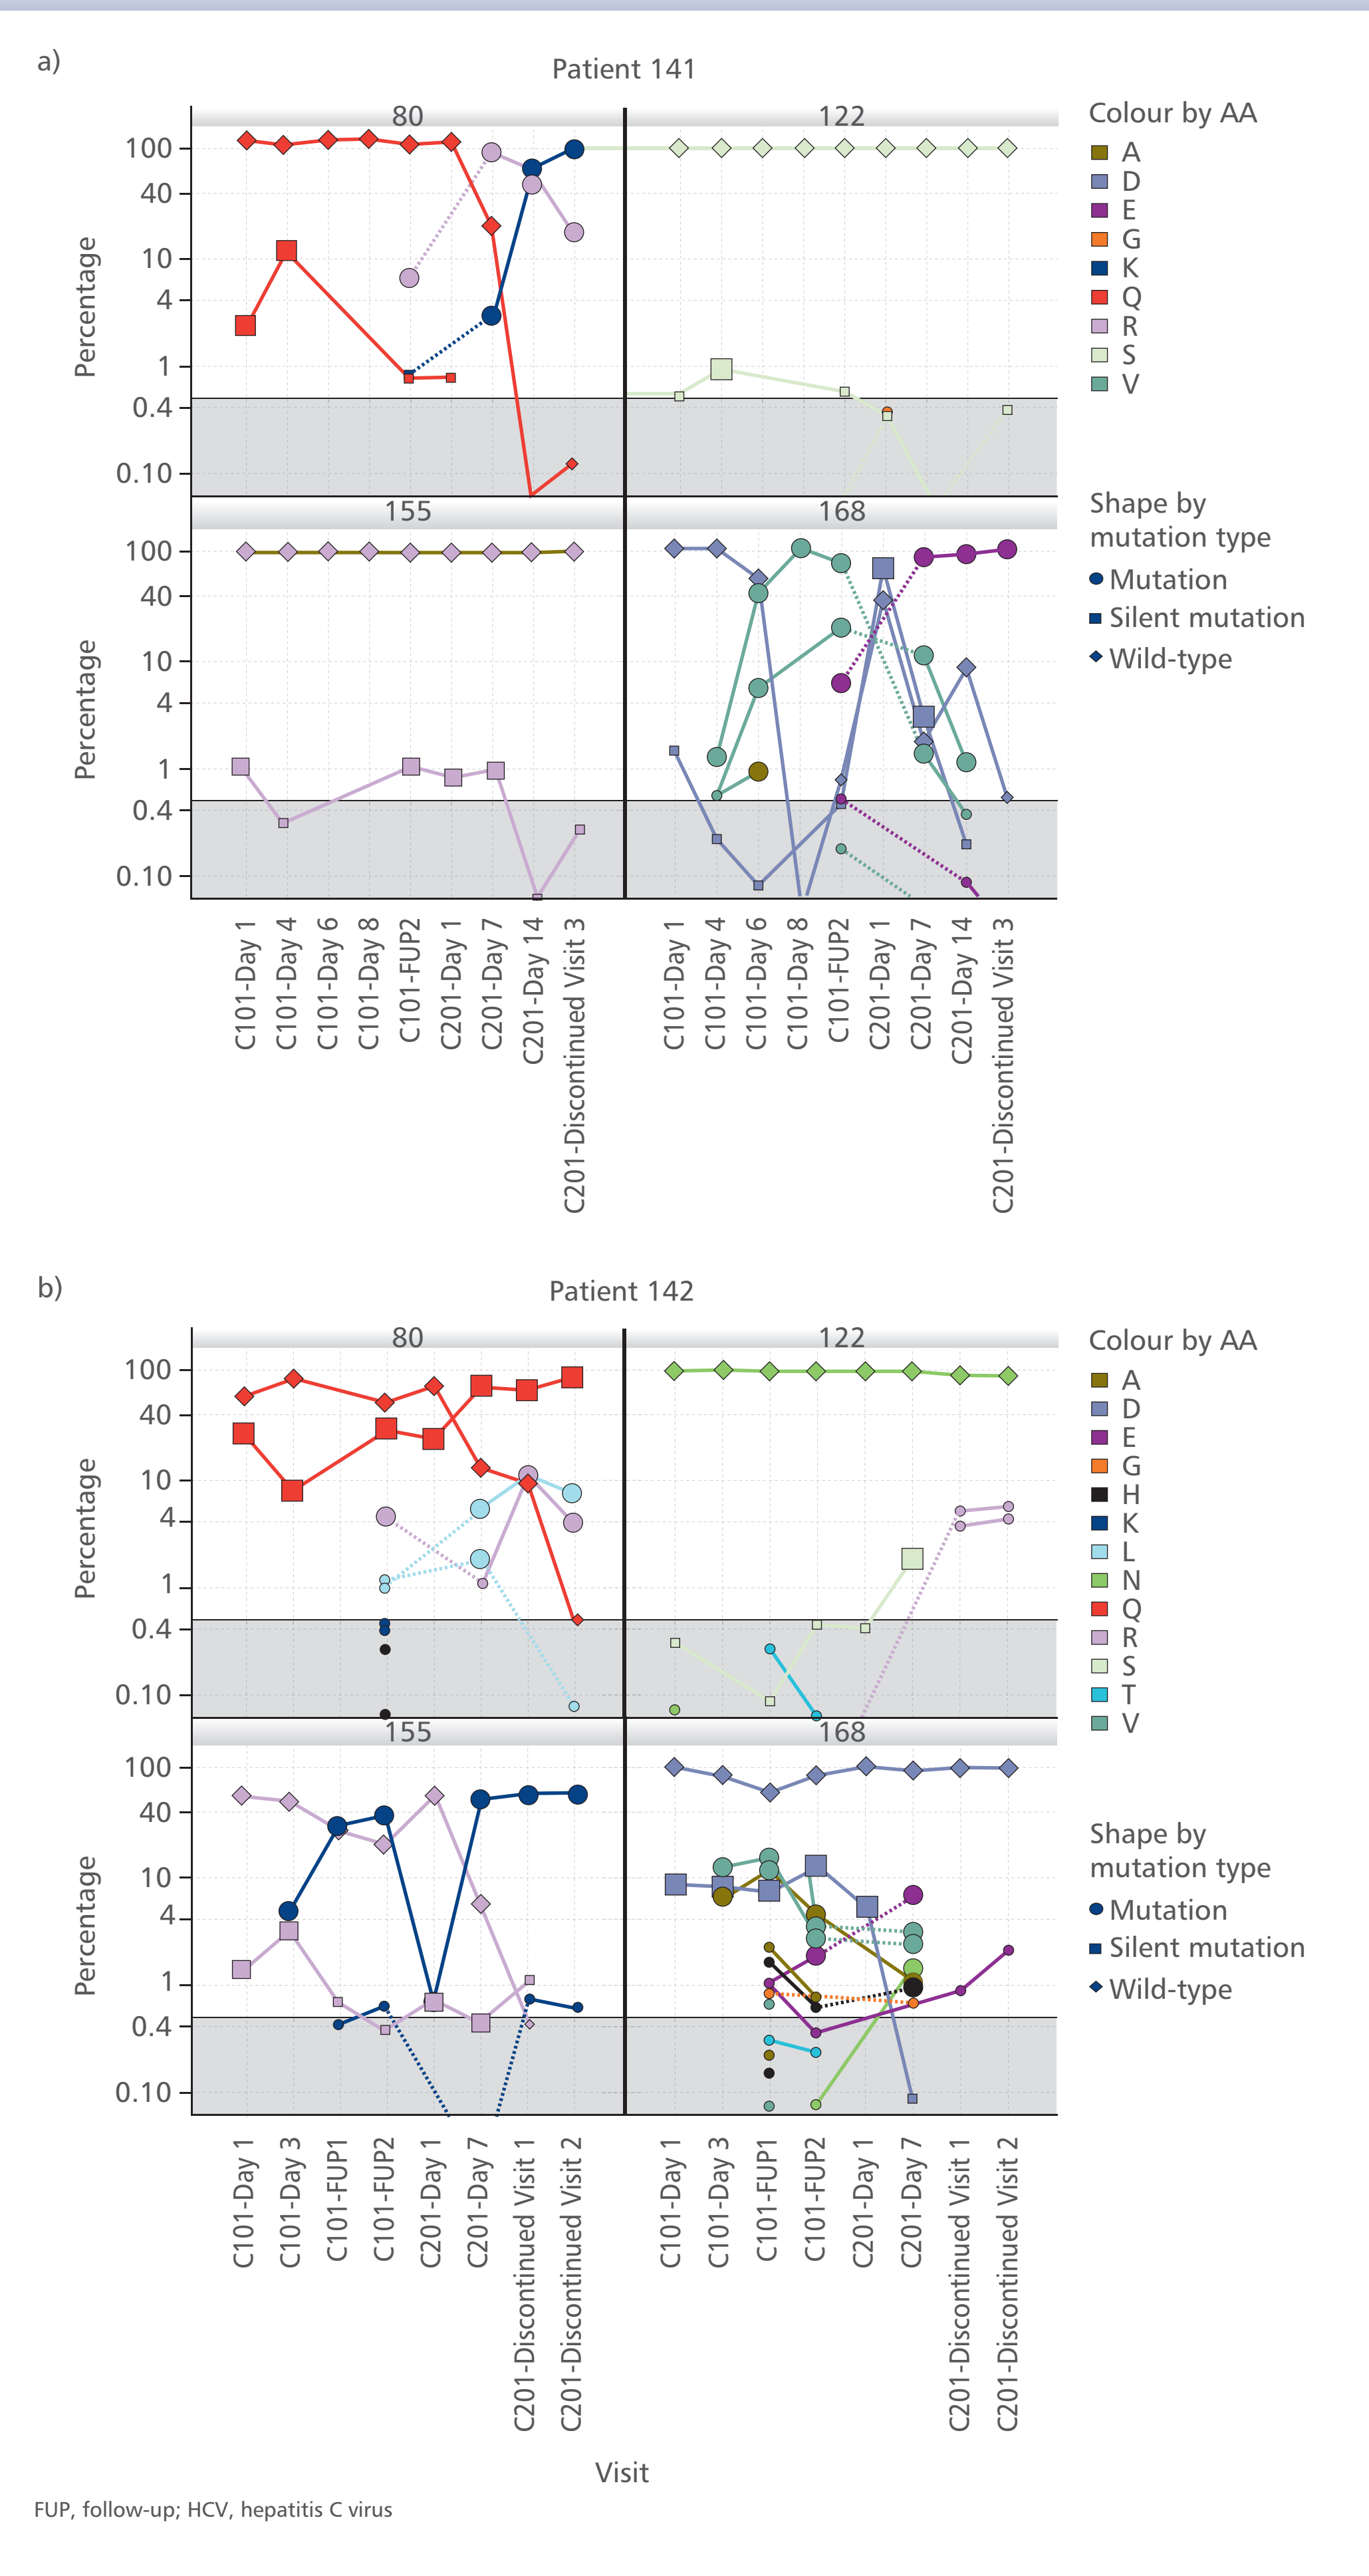 a)
Patient 141
80
122
Percentage
100
40
10
4
1
0.4
0.10
155
168
Percentage
100
40
10
4
1
0.4
0.10
C101-Day 1
C101-Day 4
C101-Day 6
C101-Day 8
C101-FUP2
C201-Day 1
C201-Day 7
C201-Day 14
C201-Discontinued Visit 3
C101-Day 1
C101-Day 4
C101-Day 6
C101-Day 8
C101-FUP2
C201-Day 1
C201-Day 7
C201-Day 14
C201-Discontinued Visit 3
Colour by AA
A
D
E
G
K
Q
R
S
V
Shape by
mutation type
Mutation
Silent mutation
Wild-type
b)
Patient 142
80
122
Percentage
100
40
10
4
1
0.4
0.10
155
168
Percentage
100
40
10
4
1
0.4
0.10
C101-Day 1
C101-Day 3
C101-FUP1
C101-FUP2
C201-Day 1
C201-Day 7
C201-Discontinued Visit 1
C201-Discontinued Visit 2
C101-Day 1
C101-Day 3
C101-FUP1
C101-FUP2
C201-Day 1
C201-Day 7
C201-Discontinued Visit 1
C201-Discontinued Visit 2
Colour by AA
A
D
E
G
H
K
L
N
Q
R
S
T
V
Shape by
mutation type
Mutation
Silent mutation
Wild-type
Visit
FUP, follow-up; HCV, hepatitis C virus